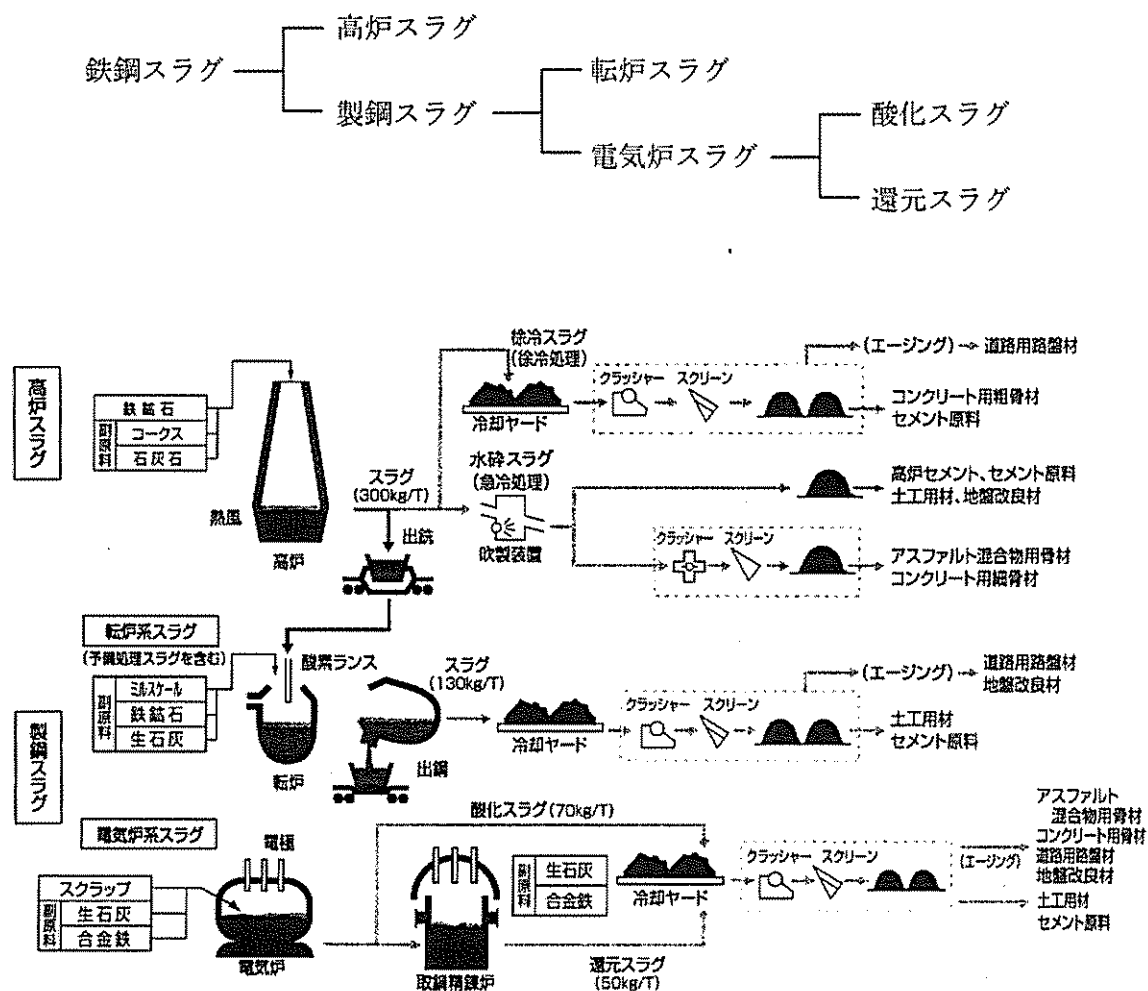 高炉スラグ
鉄鋼スラグ
転炉スラグ
製鋼スラグ
酸化スラグ
電気炉スラグ
還元スラグ
高炉スラグ
鉄鉱石
副原料
コークス
石灰石
熱風
高炉
スラグ
(300kg/T)
出銑
徐冷スラグ
(徐冷処理)
冷却ヤード
クラッシャー
スクリーン
(エージング)
道路用路盤材
コンクリート用粗骨材
セメント原料
水砕スラグ
(急冷処理)
吹製装置
高炉セメント、セメント原料
土工用材、地盤改良材
クラッシャー
スクリーン
アスファルト混合物用骨材
コンクリート用細骨材
製鋼スラグ
転炉系スラグ
(予備処理スラグを含む)
副原料
ミルスケール
鉄鉱石
生石灰
酸素ランス
転炉
スラグ
(130kg/T)
出鋼
冷却ヤード
クラッシャー
スクリーン
(エージング)
道路用路盤材
地盤改良材
土工用材
セメント原料
電気炉系スラグ
電極
スクラップ
副原料
生石灰
合金鉄
電気炉
酸化スラグ(70kg/T)
取鍋精錬炉
副原料
生石灰
合金鉄
還元スラグ
(50kg/T)
冷却ヤード
クラッシャー
スクリーン
(エージング)
アスファルト
混合物用骨材
コンクリート用骨材
道路用路盤材
地盤改良材
土工用材
セメント原料